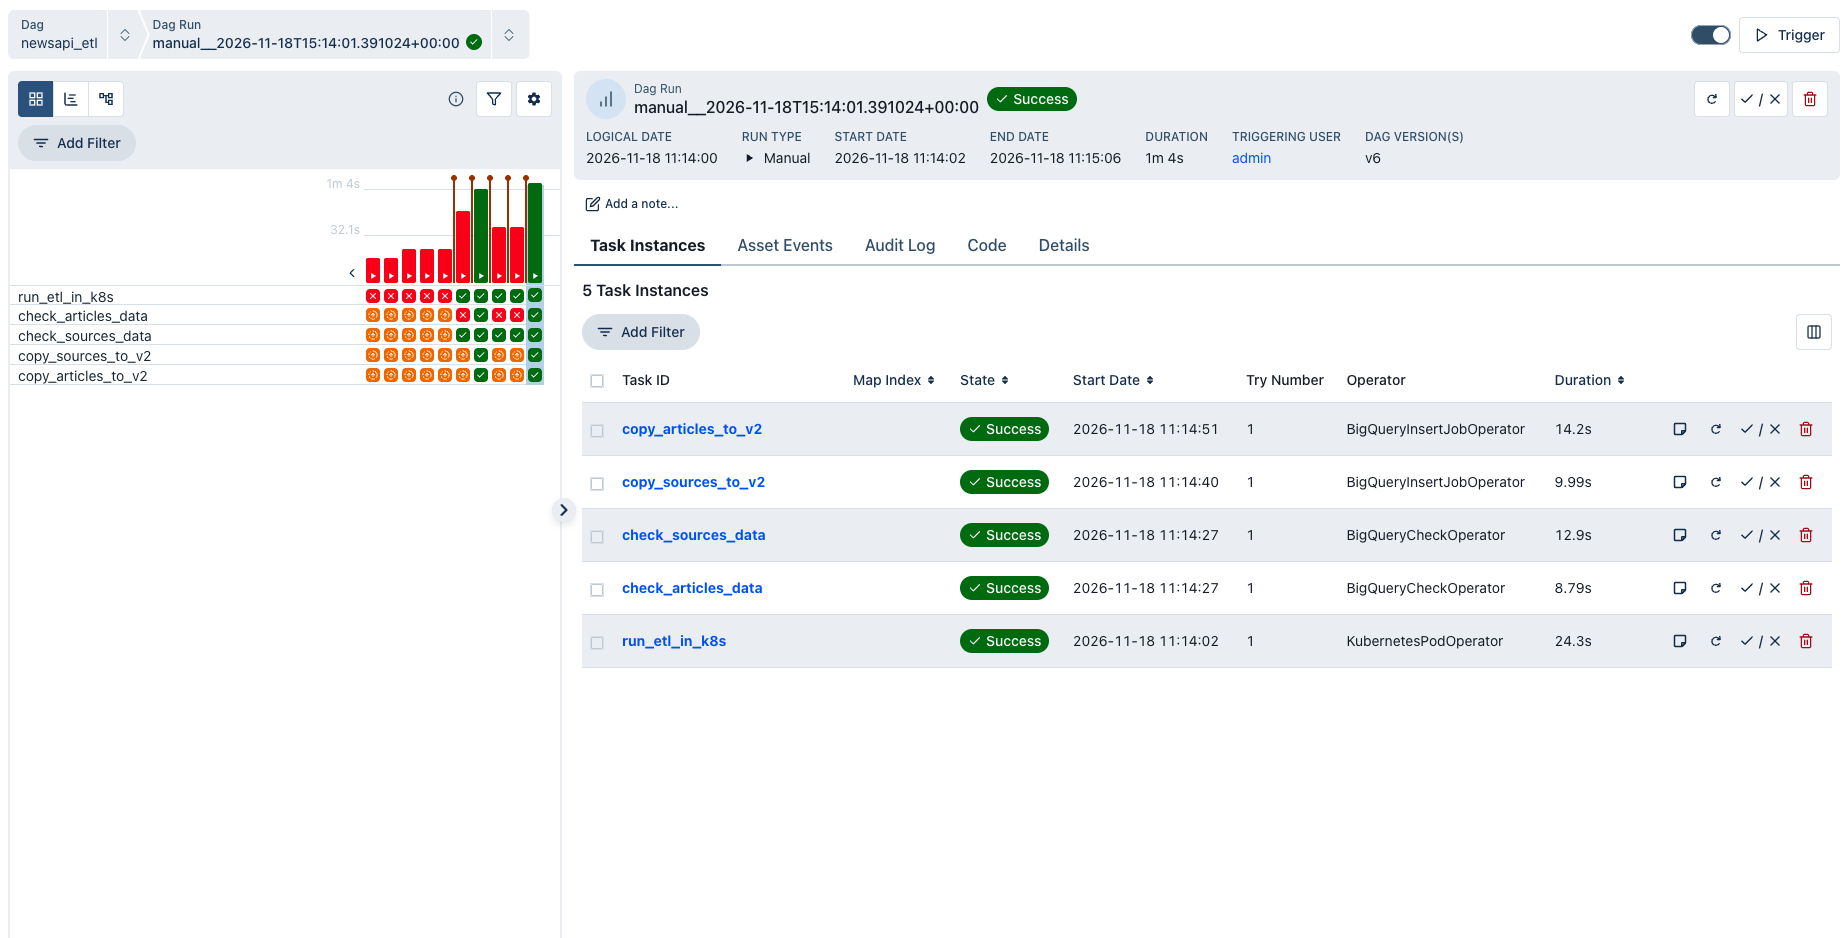 Dag
newsapi_etl
Dag Run
manual__2026-11-18T15:14:01.391024+00:00
Trigger
Add Filter
1m 4s
32.1s
run_etl_in_k8s
check_articles_data
check_sources_data
copy_sources_to_v2
copy_articles_to_v2
Dag Run
manual__2026-11-18T15:14:01.391024+00:00 Success
/
LOGICAL DATE RUN TYPE START DATE END DATE DURATION TRIGGERING USER DAG VERSION(S)
2026-11-18 11:14:00 Manual 2026-11-18 11:14:02 2026-11-18 11:15:06 1m 4s admin v6
Add a note...
Task Instances Asset Events Audit Log Code Details
5 Task Instances
Add Filter
Task ID Map Index State Start Date Try Number Operator Duration
copy_articles_to_v2 Success 2026-11-18 11:14:51 1 BigQueryInsertJobOperator 14.2s /
copy_sources_to_v2 Success 2026-11-18 11:14:40 1 BigQueryInsertJobOperator 9.99s /
check_sources_data Success 2026-11-18 11:14:27 1 BigQueryCheckOperator 12.9s /
check_articles_data Success 2026-11-18 11:14:27 1 BigQueryCheckOperator 8.79s /
run_etl_in_k8s Success 2026-11-18 11:14:02 1 KubernetesPodOperator 24.3s /